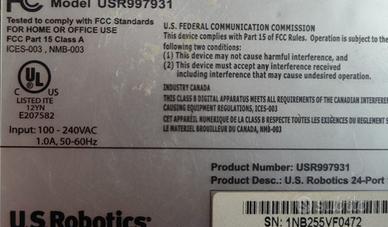 FC Model USR997931
Tested to comply with FCC Standards
FOR HOME OR OFFICE USE
FCC Part 15 Class A
ICES-003 , NMB-003
U.S. FEDERAL COMMUNICATION COMMISSION
This device complies with Part 15 of FCC Rules. Operation is subject to the
following two conditions:
(1) This device may not cause harmful interference, and
(2) This device must accept any interference received
including interference that may cause undesired operation.
UL
C US
LISTED ITE
12YN
E207582
INDUSTRY CANADA
THIS CLASS B DIGITAL APPARATUS MEETS ALL REQUIREMENTS OF THE CANADIAN INTERFER
CAUSING EQUIPMENT REGULATIONS, ICES-003
CET APPAREIL NUMERIQUE DE LA CLASS B RESPECTE TOUTES LES EXIGENCES DU REGLEMENT S
LE MATERIEL BROUILLEUR DU CANADA, NMB-003
Input: 100 - 240VAC
1.0A, 50-60Hz
Product Number: USR997931
Product Desc.: U.S. Robotics 24-Port
U.S.Robotics
SN: 1NB255VF0472